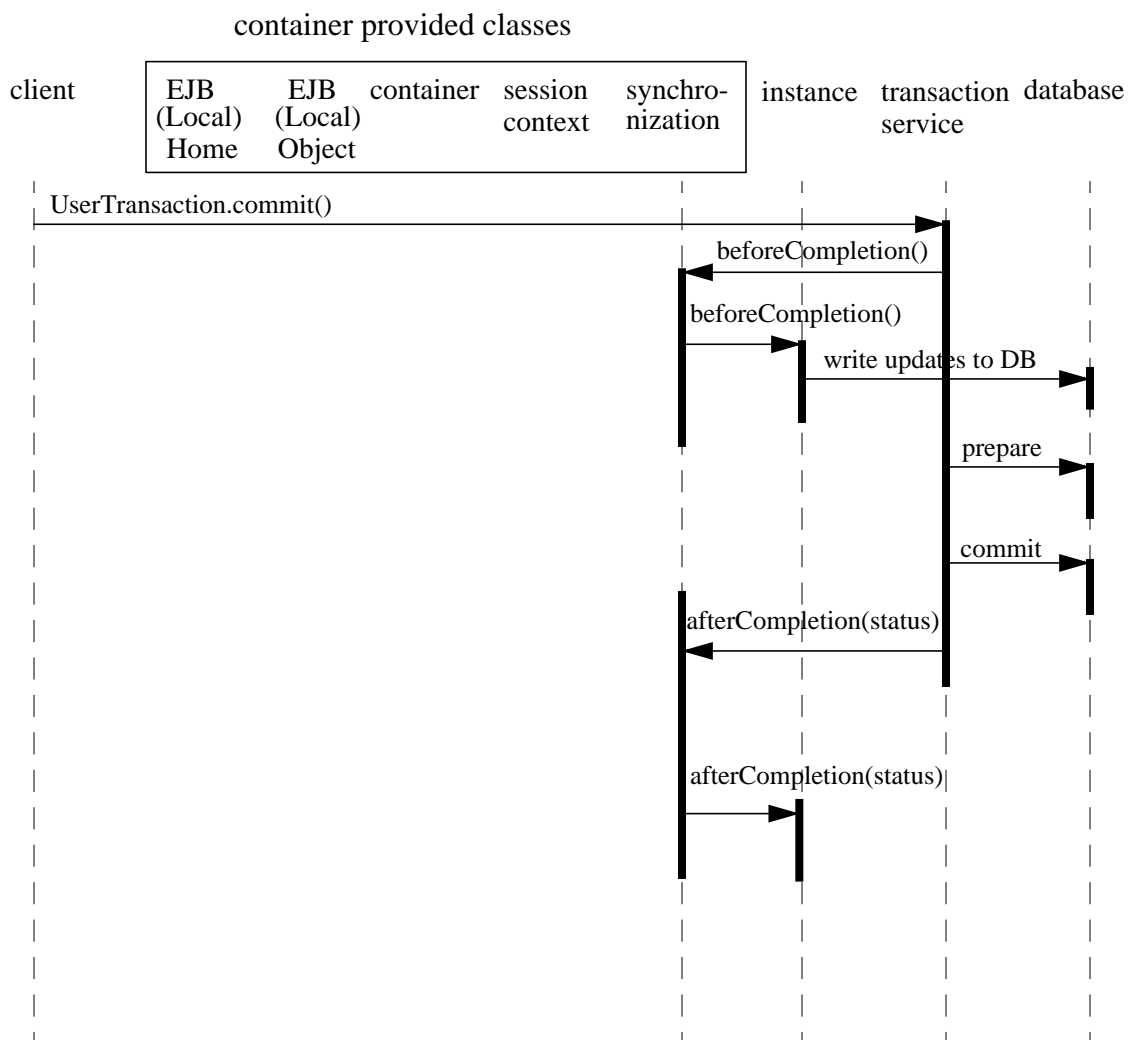 container provided classes
client
EJB
(Local)
Home
EJB
(Local)
Object
container
session
context
synchro-
nization
instance
transaction
service
database
UserTransaction.commit()
beforeCompletion()
beforeCompletion()
write updates to DB
prepare
commit
afterCompletion(status)
afterCompletion(status)